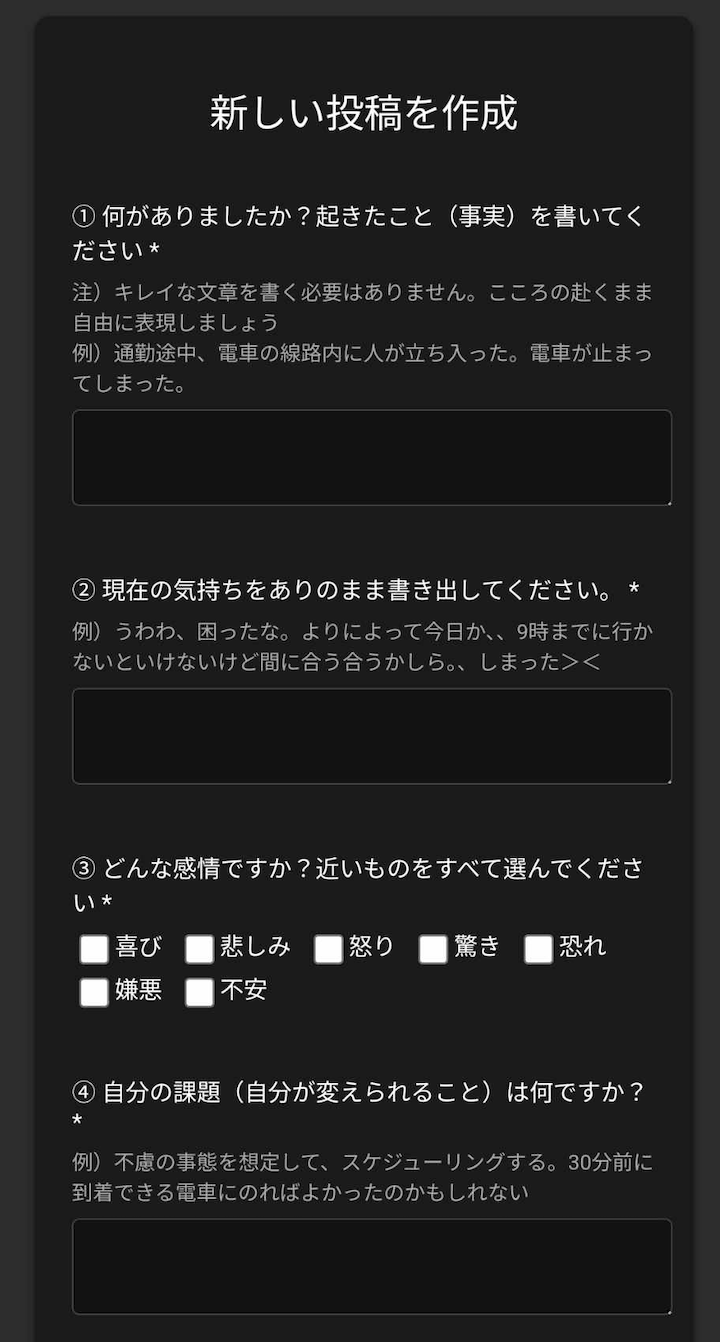 新しい投稿を作成
① 何がありましたか？起きたこと（事実）を書いてく
ださい *
注）キレイな文章を書く必要はありません。こころの赴くまま
自由に表現しましょう
例）通勤途中、電車の線路内に人が立ち入った。電車が止まっ
てしまった。
② 現在の気持ちをありのまま書き出してください。 *
例）うわわ、困ったな。よりによって今日か、、9時までに行か
ないといけないけど間に合う合うかしら。、しまった＞＜
③ どんな感情ですか？近いものをすべて選んでくださ
い *
喜び 悲しみ 怒り 驚き 恐れ
嫌悪 不安
④ 自分の課題（自分が変えられること）は何ですか？
*
例）不慮の事態を想定して、スケジューリングする。30分前に
到着できる電車にのればよかったのかもしれない